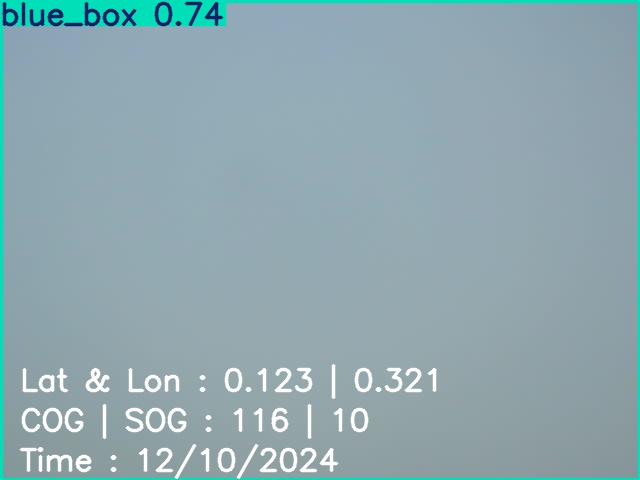 blue_box 0.74
Lat & Lon : 0.123 | 0.321
COG | SOG : 116 | 10
Time : 12/10/2024